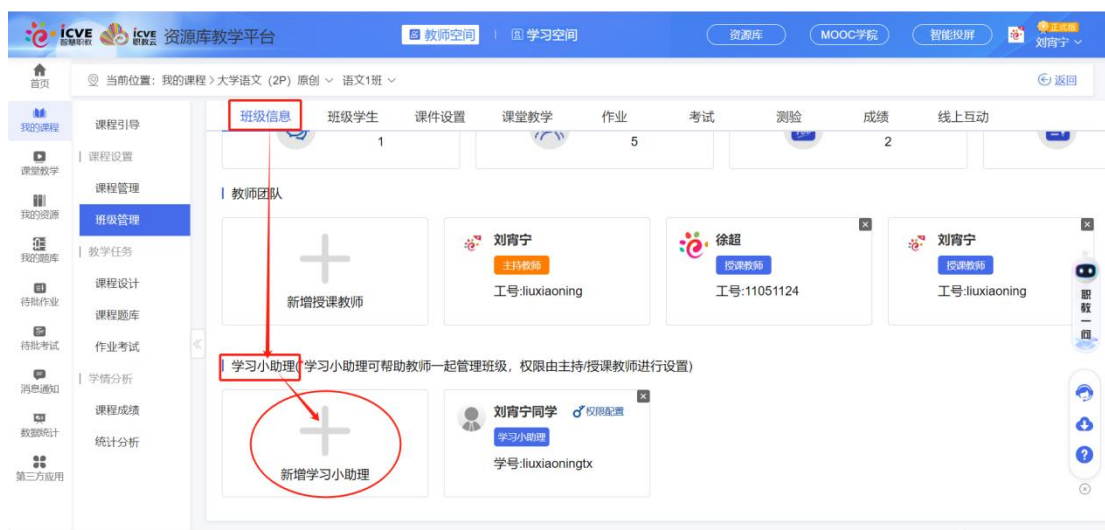 icve 智慧职教 icve 职教云 资源库教学平台 教师空间 学习空间 资源库 MOOC学院 智能投屏 正式版 刘宵宁
首页 当前位置：我的课程 > 大学语文（2P）原创 语文1班 返回
我的课程
课堂教学
我的资源
我的题库
待批作业
待批考试
消息通知
数据统计
第三方应用
课程引导
课程设置
课程管理
班级管理
教学任务
课程设计
课程题库
作业考试
学情分析
课程成绩
统计分析
班级信息 班级学生 课件设置 课堂教学 作业 考试 测验 成绩 线上互动
1 5 2
教师团队
新增授课教师
刘宵宁
主持教师
工号:liuxiaoning
徐超
授课教师
工号:11051124
刘宵宁
授课教师
工号:liuxiaoning
学习小助理(*学习小助理可帮助教师一起管理班级，权限由主持/授课教师进行设置)
新增学习小助理
刘宵宁同学 权限配置
学习小助理
学号:liuxiaoningtx
职教一问